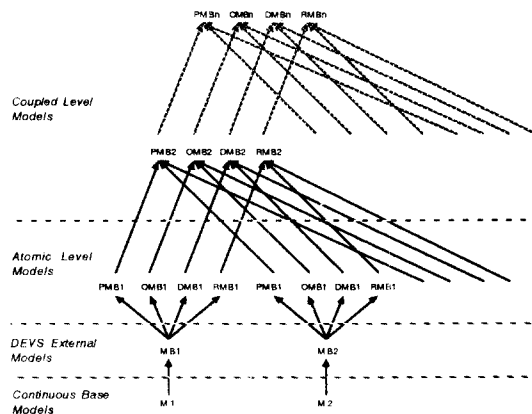 PMBn OMBn DMBn RMBn
Coupled Level
Models
PMB2 OMB2 DMB2 RMB2
Atomic Level
Models
PMB1 OMB1 DMB1 RMB1 PMB1 OMB1 DMB1 RMB1
DEVS External
Models
MB1 MB2
Continuous Base
Models
M1 M2